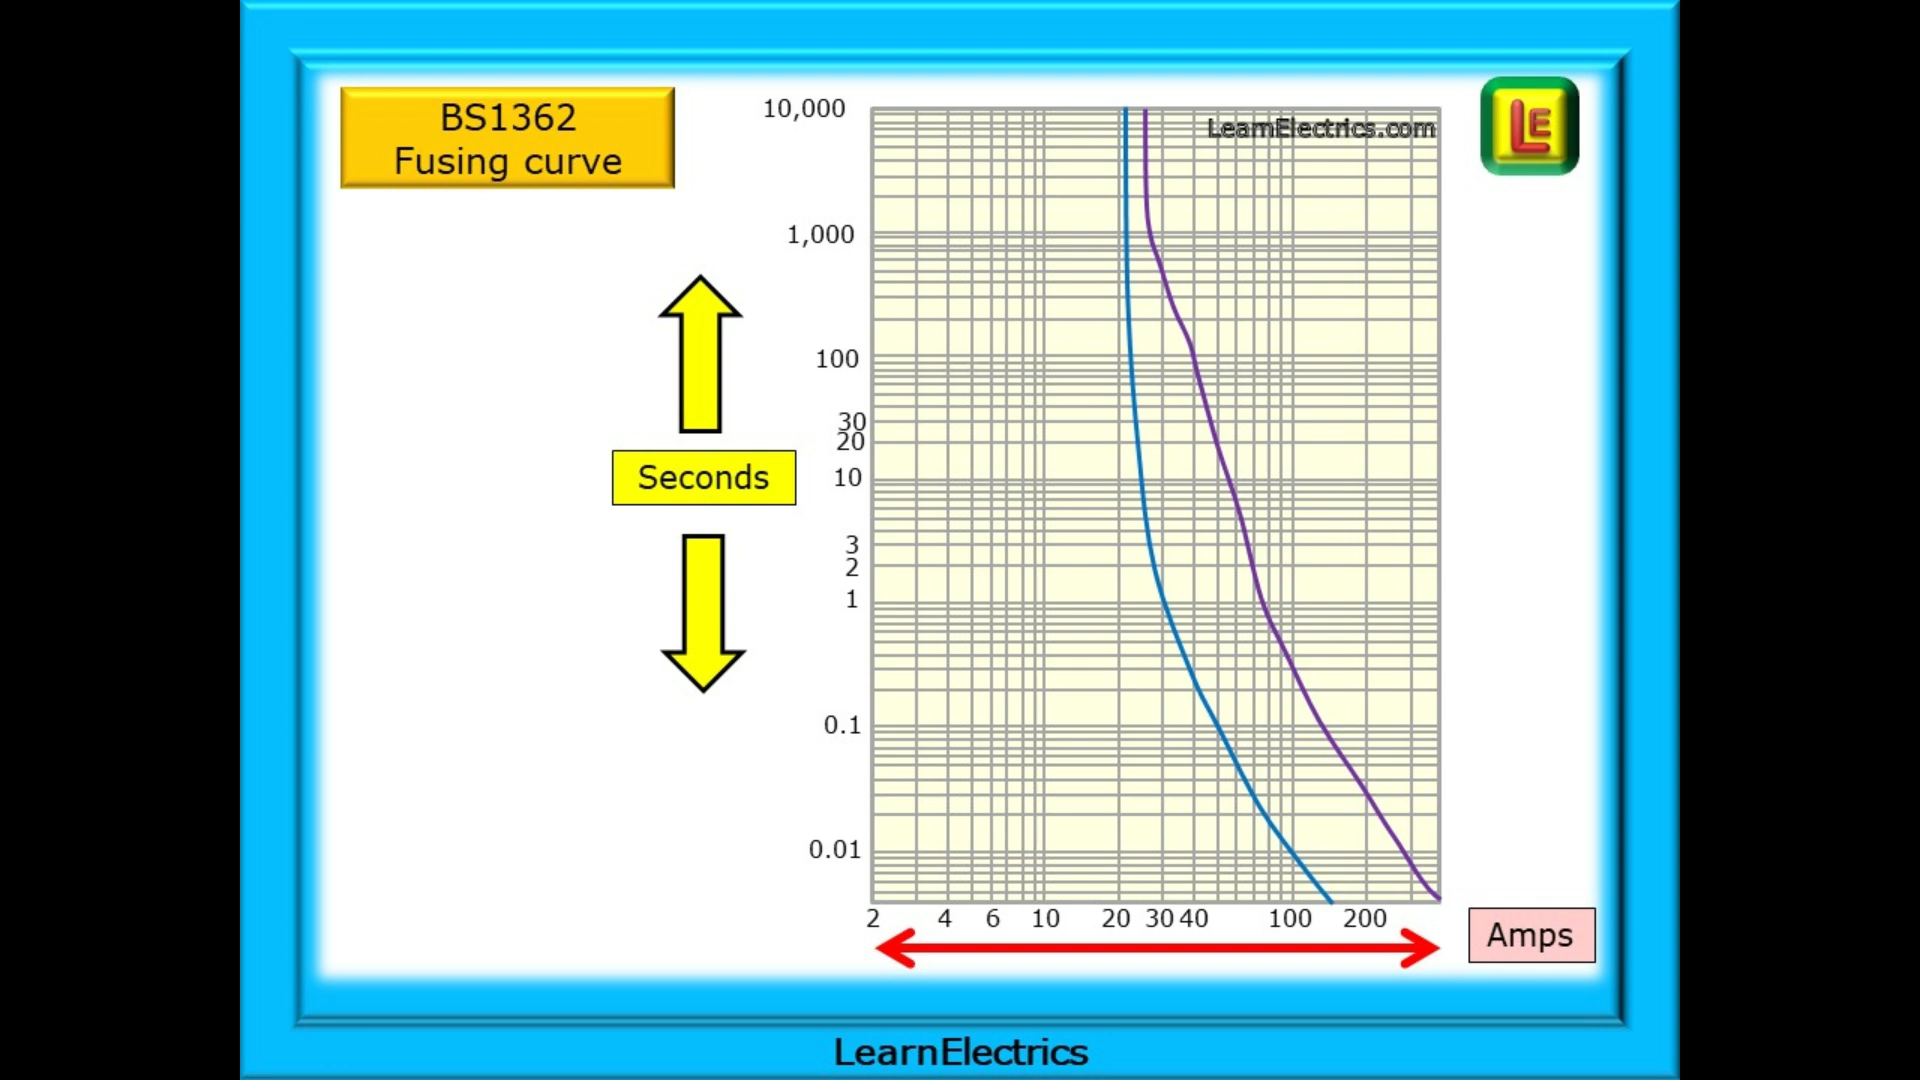 BS1362
Fusing curve
LearnElectrics.com
LE
10,000
1,000
100
30
20
10
3
2
1
0.1
0.01
Seconds
2 4 6 10 20 30 40 100 200
Amps
LearnElectrics